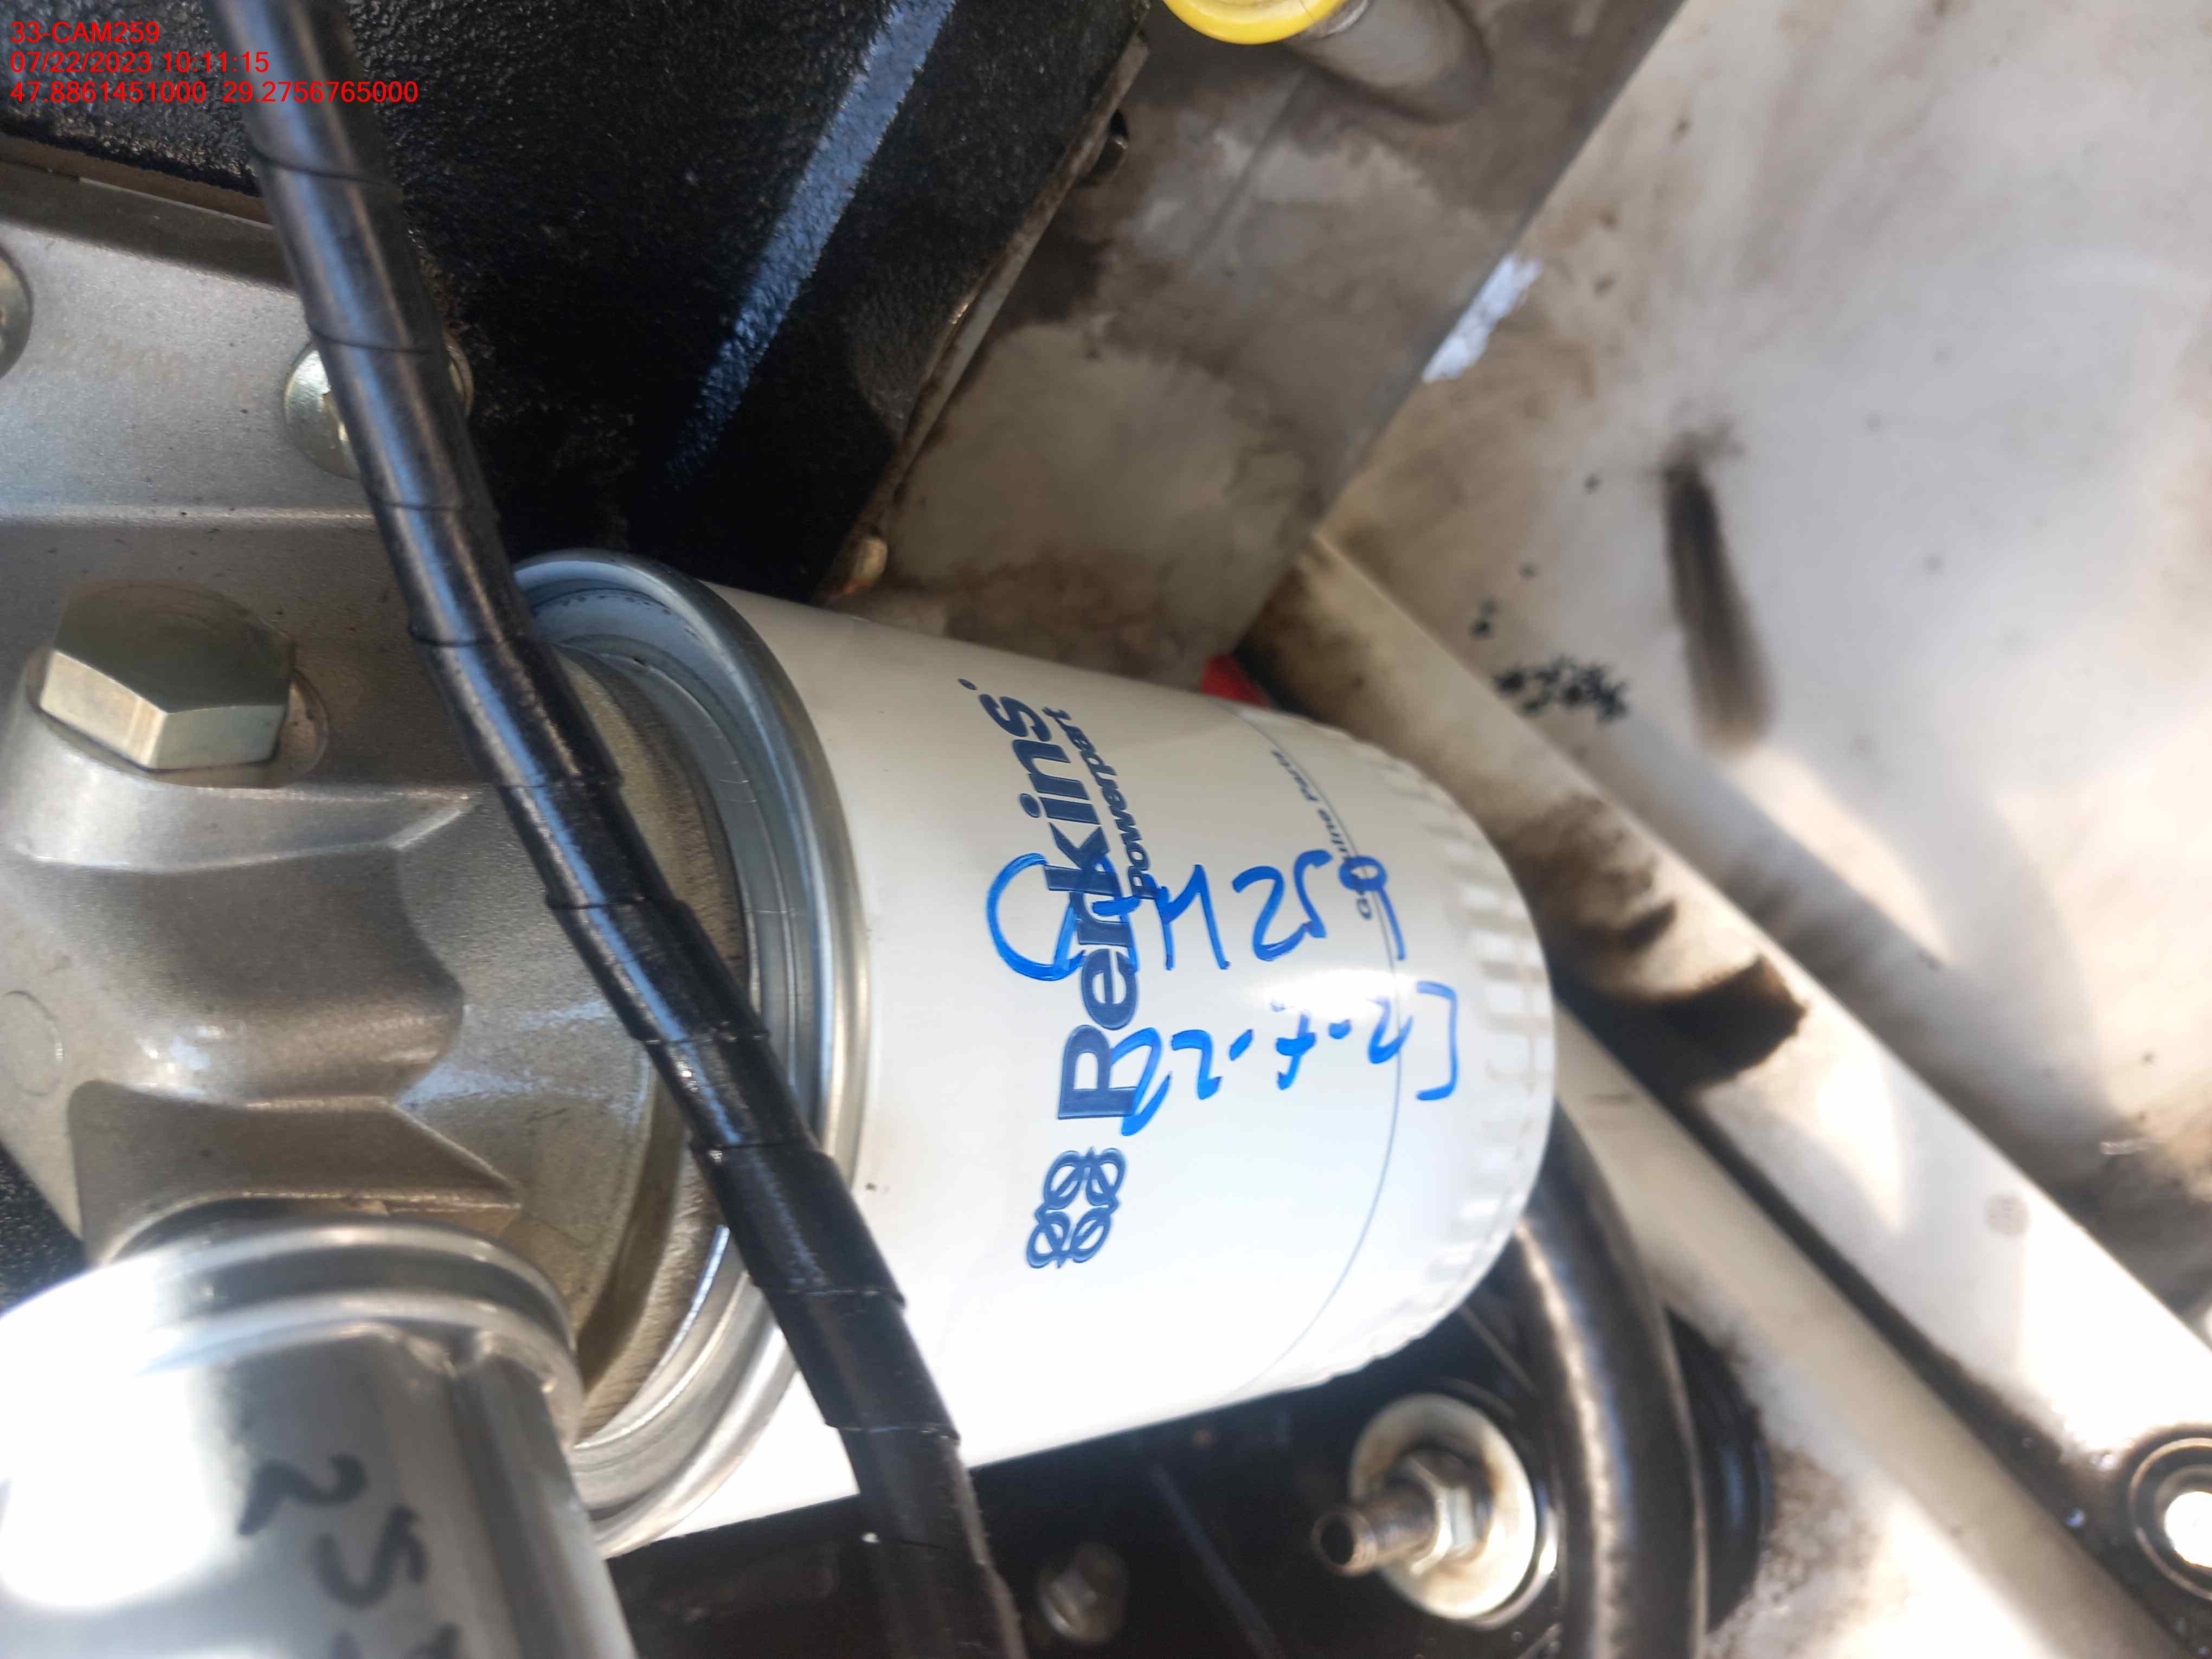 33-CAM259
07/22/2023 10:11:15
47.8861451000 29.2756765000
Perkins
Powerpart
Genuine Parts
CAM259
22-7-23